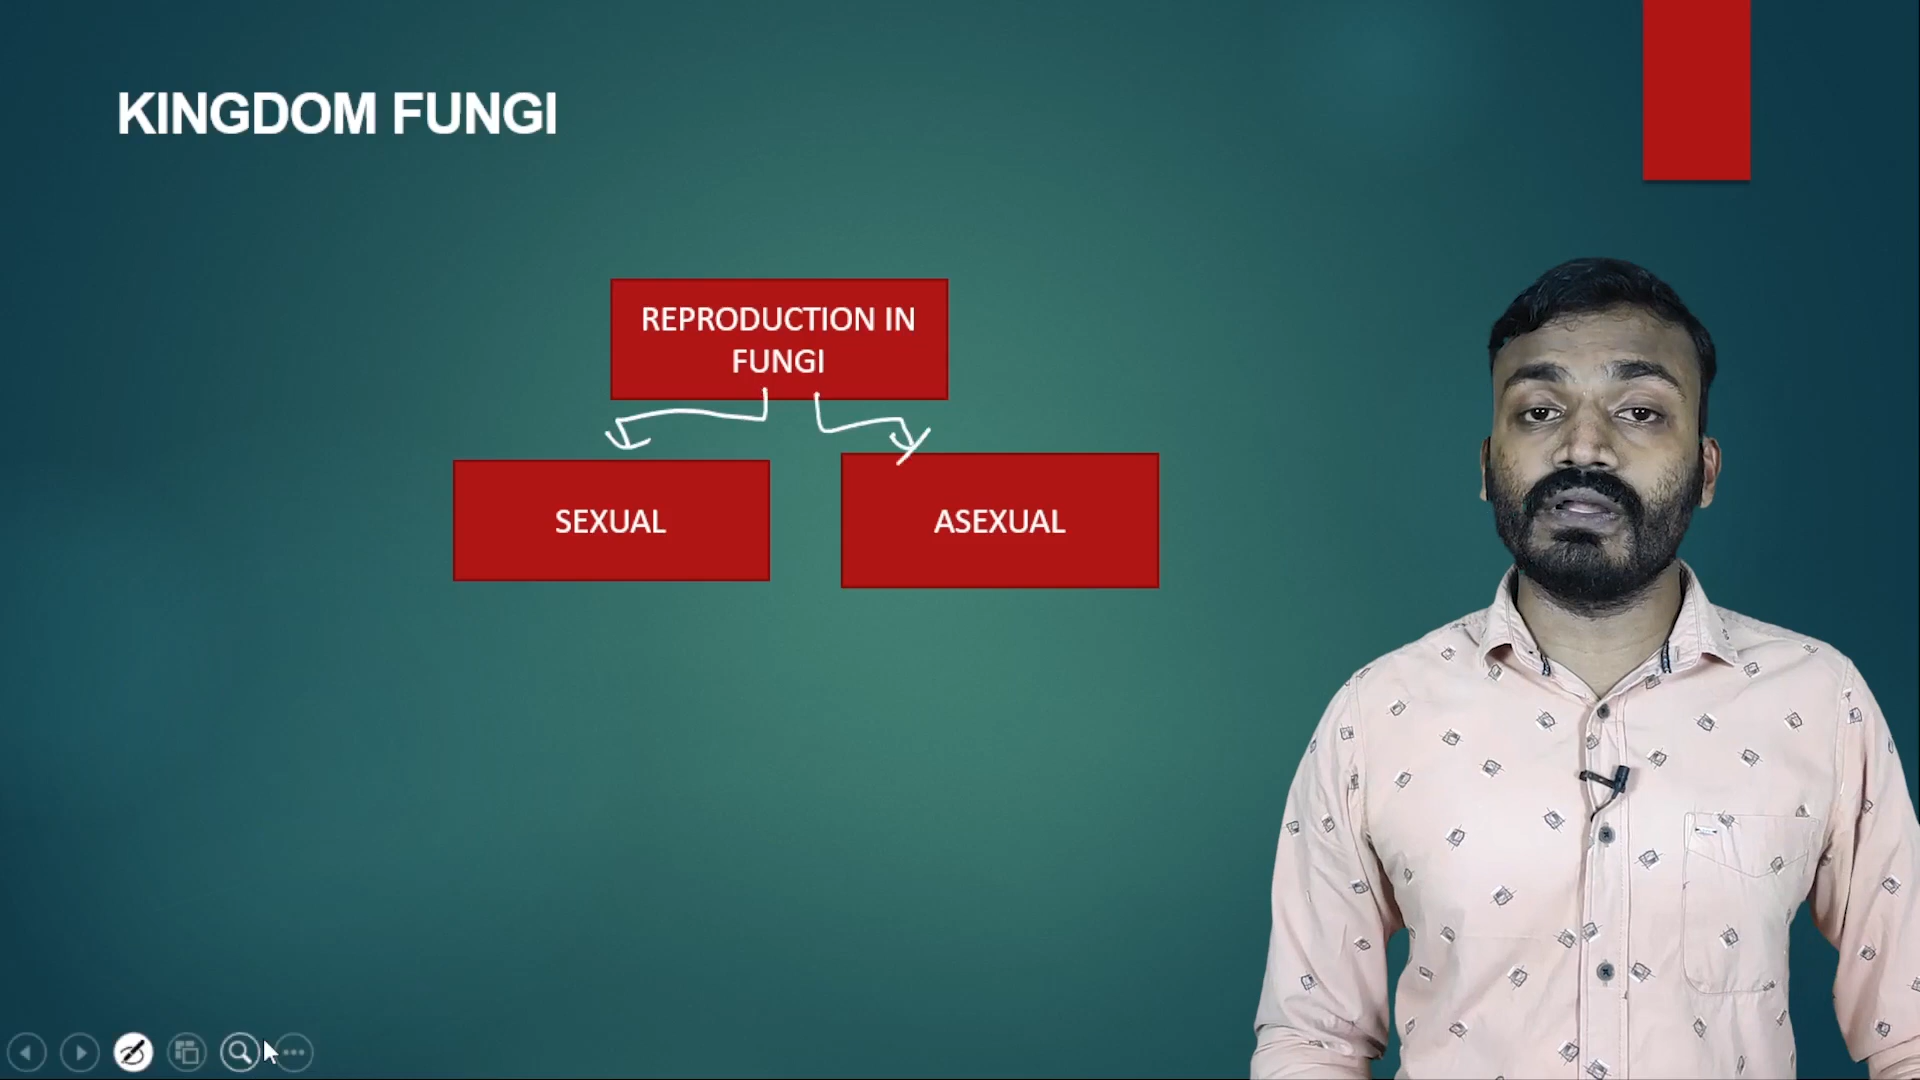 KINGDOM FUNGI
REPRODUCTION IN
FUNGI
SEXUAL
ASEXUAL